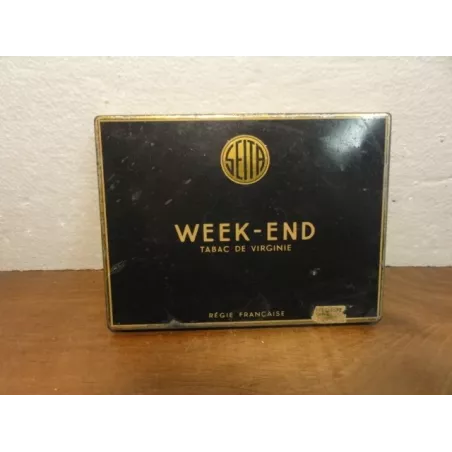 SEITA
WEEK-END
TABAC DE VIRGINIE
RÉGIE FRANÇAISE